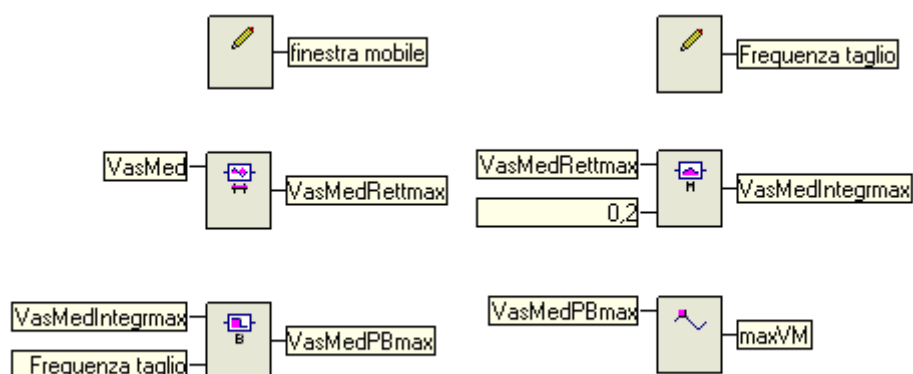 finestra mobile
Frequenza taglio
VasMed
H
VasMedRettmax
VasMedRettmax
0,2
M
VasMedIntegrmax
VasMedIntegrmax
Frequenza taglio
B
VasMedPBmax
VasMedPBmax
maxVM